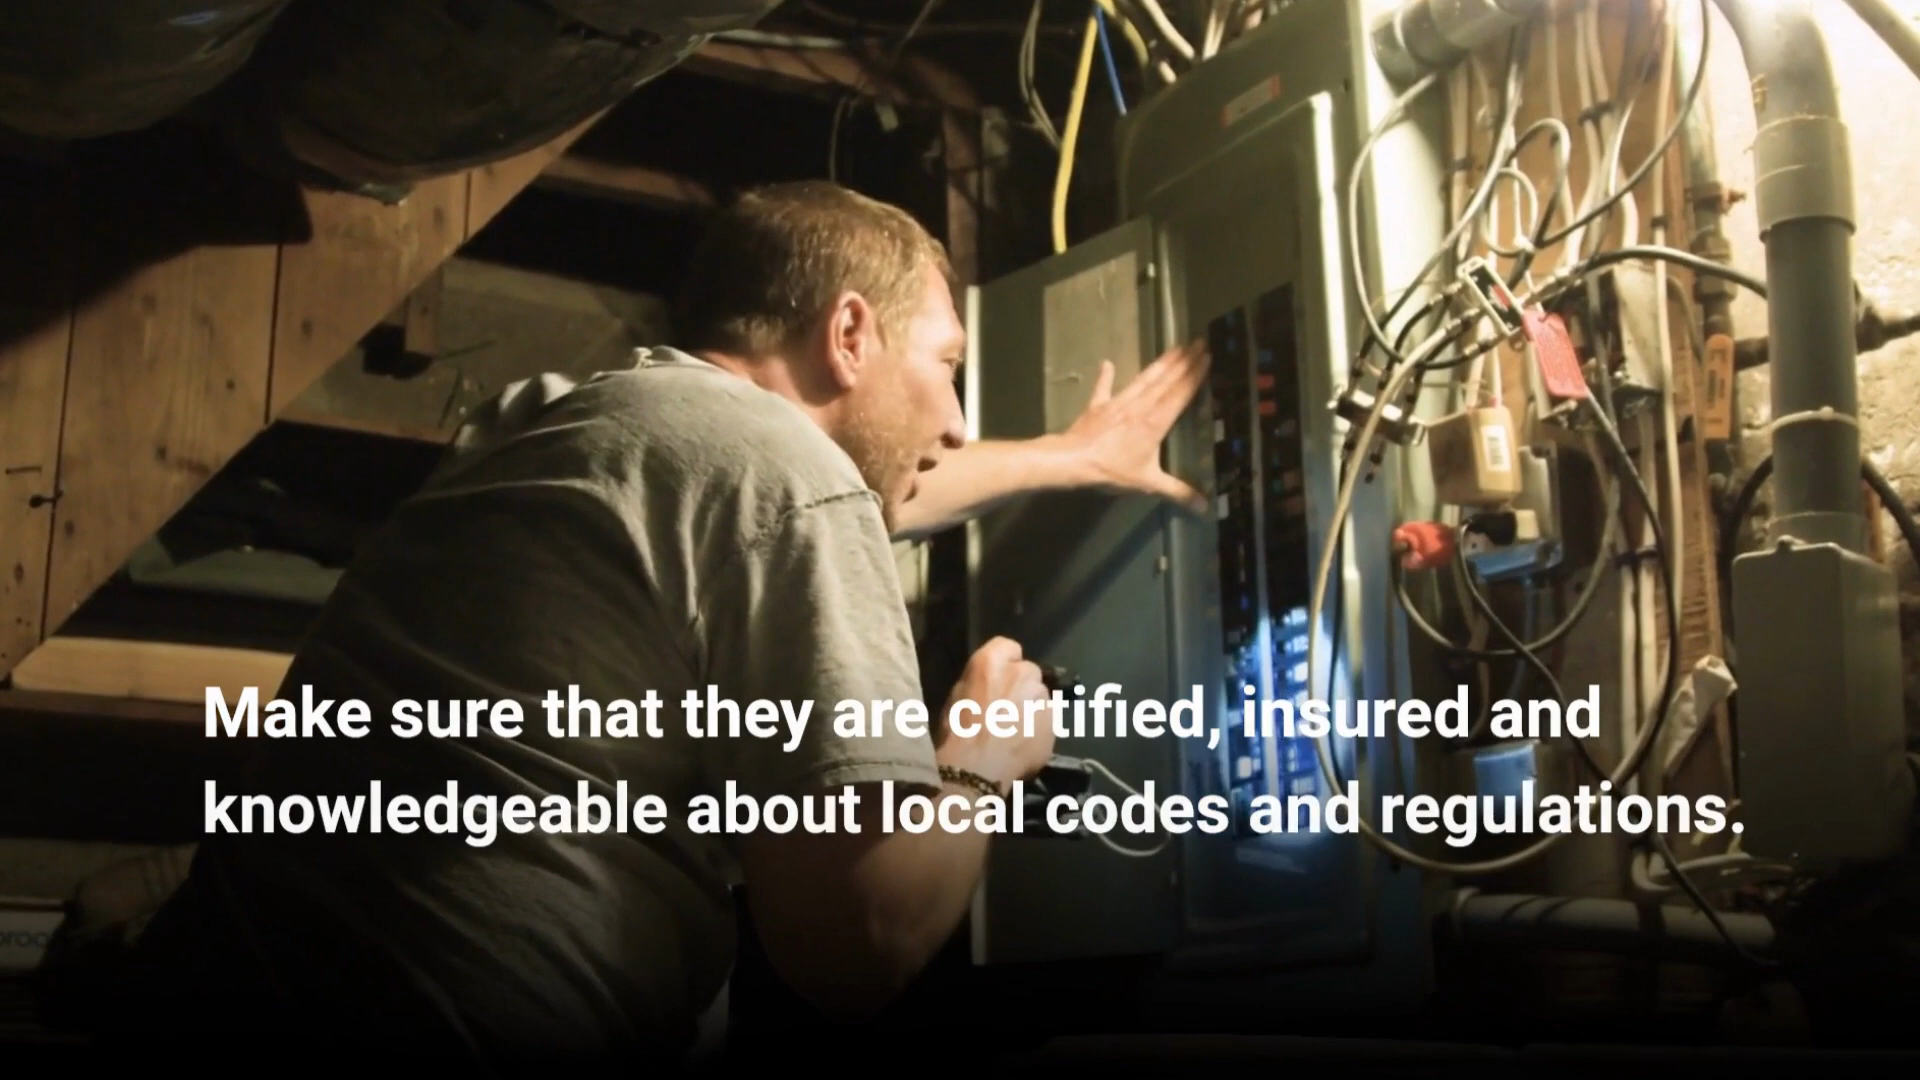 Make sure that they are certified, insured and
knowledgeable about local codes and regulations.